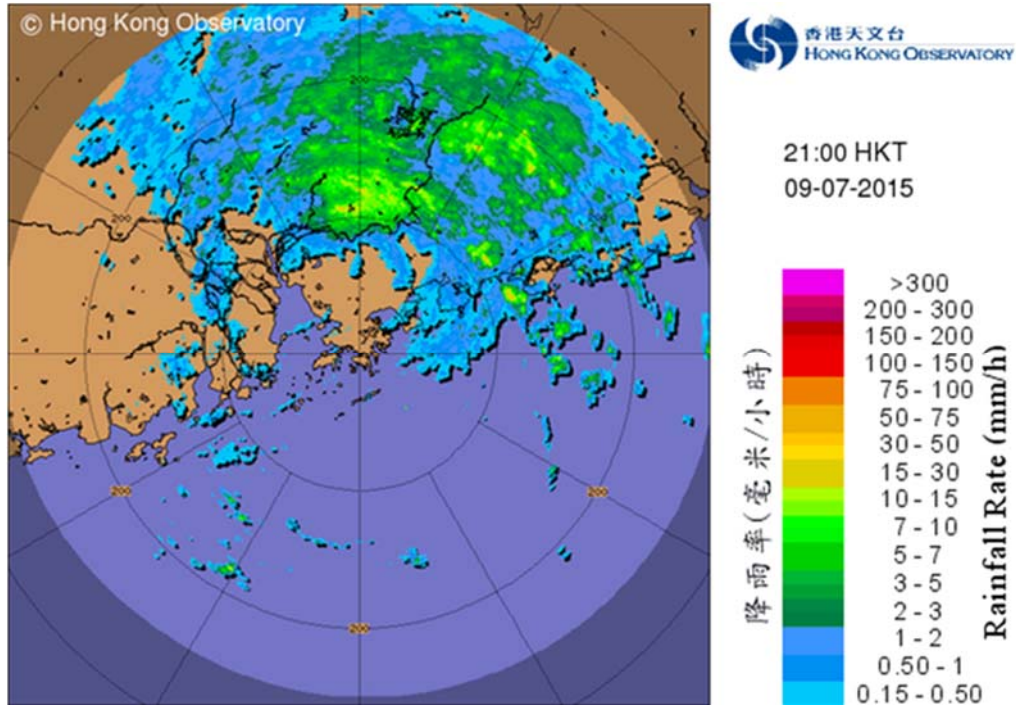 © Hong Kong Observatory
香港天文台
HONG KONG OBSERVATORY
21:00 HKT
09-07-2015
200
200
200
200
200
200
降雨率(毫米/小時)
Rainfall Rate (mm/h)
>300
200 - 300
150 - 200
100 - 150
75 - 100
50 - 75
30 - 50
15 - 30
10 - 15
7 - 10
5 - 7
3 - 5
2 - 3
1 - 2
0.50 - 1
0.15 - 0.50